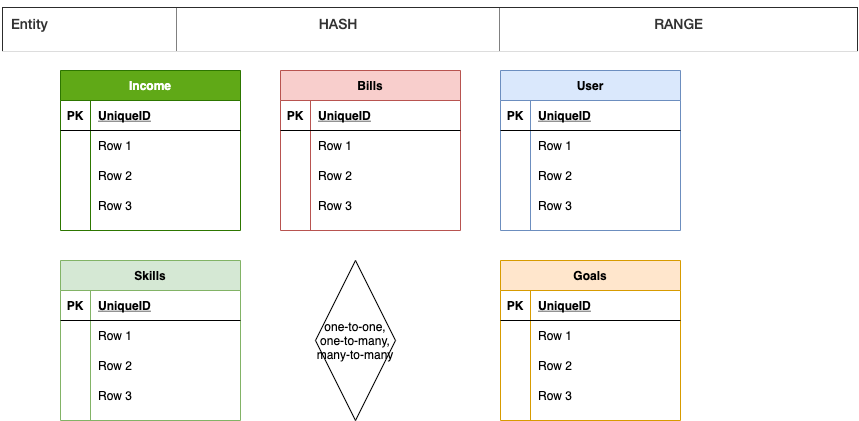 Entity HASH RANGE
Income
PK UniqueID
Row 1
Row 2
Row 3
Bills
PK UniqueID
Row 1
Row 2
Row 3
User
PK UniqueID
Row 1
Row 2
Row 3
Skills
PK UniqueID
Row 1
Row 2
Row 3
one-to-one,
one-to-many,
many-to-many
Goals
PK UniqueID
Row 1
Row 2
Row 3